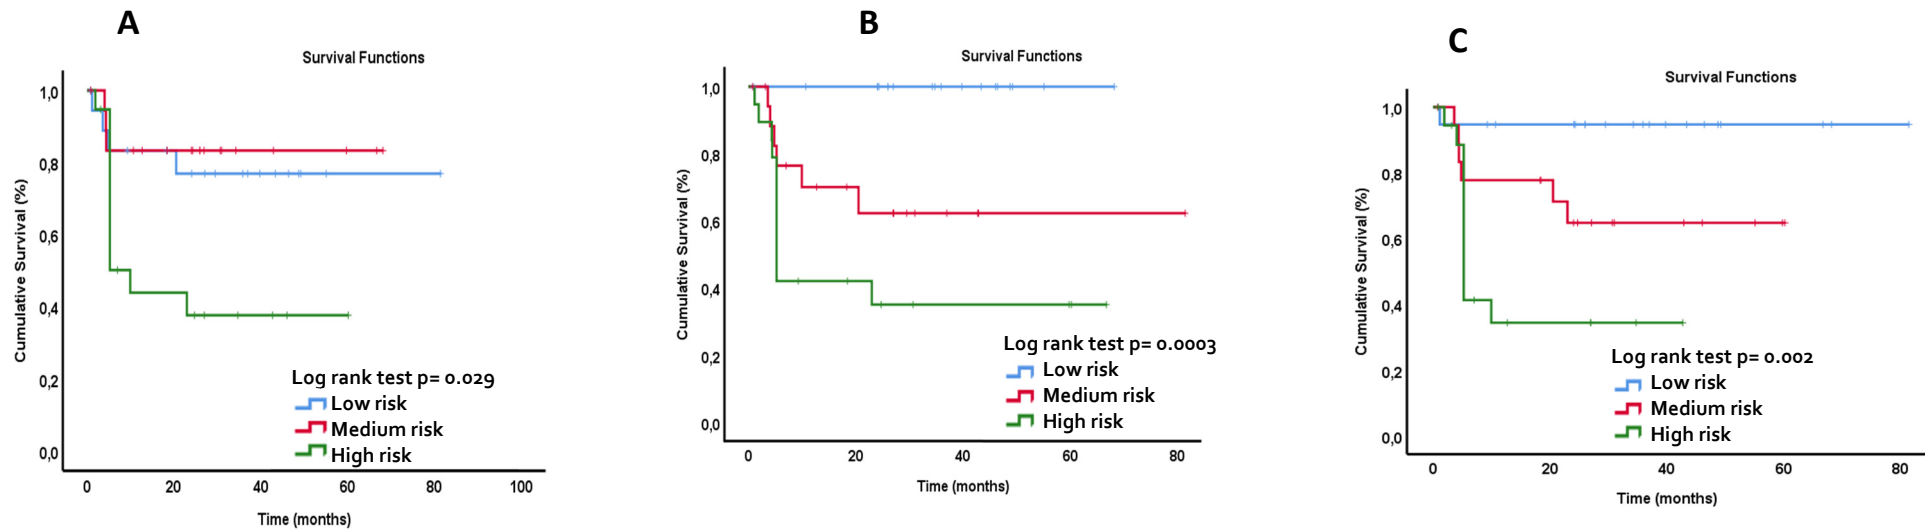 A
Survival Functions
Cumulative Survival (%)
1,0
0,8
0,6
0,4
0,2
0,0
0 20 40 60 80 100
Time (months)
Log rank test p= 0.029
Low risk
Medium risk
High risk
B
Survival Functions
Cumulative Survival (%)
1,0
0,8
0,6
0,4
0,2
0,0
0 20 40 60 80
Time (months)
Log rank test p= 0.0003
Low risk
Medium risk
High risk
C
Survival Functions
Cumulative Survival (%)
1,0
0,8
0,6
0,4
0,2
0,0
0 20 40 60 80
Time (months)
Log rank test p= 0.002
Low risk
Medium risk
High risk